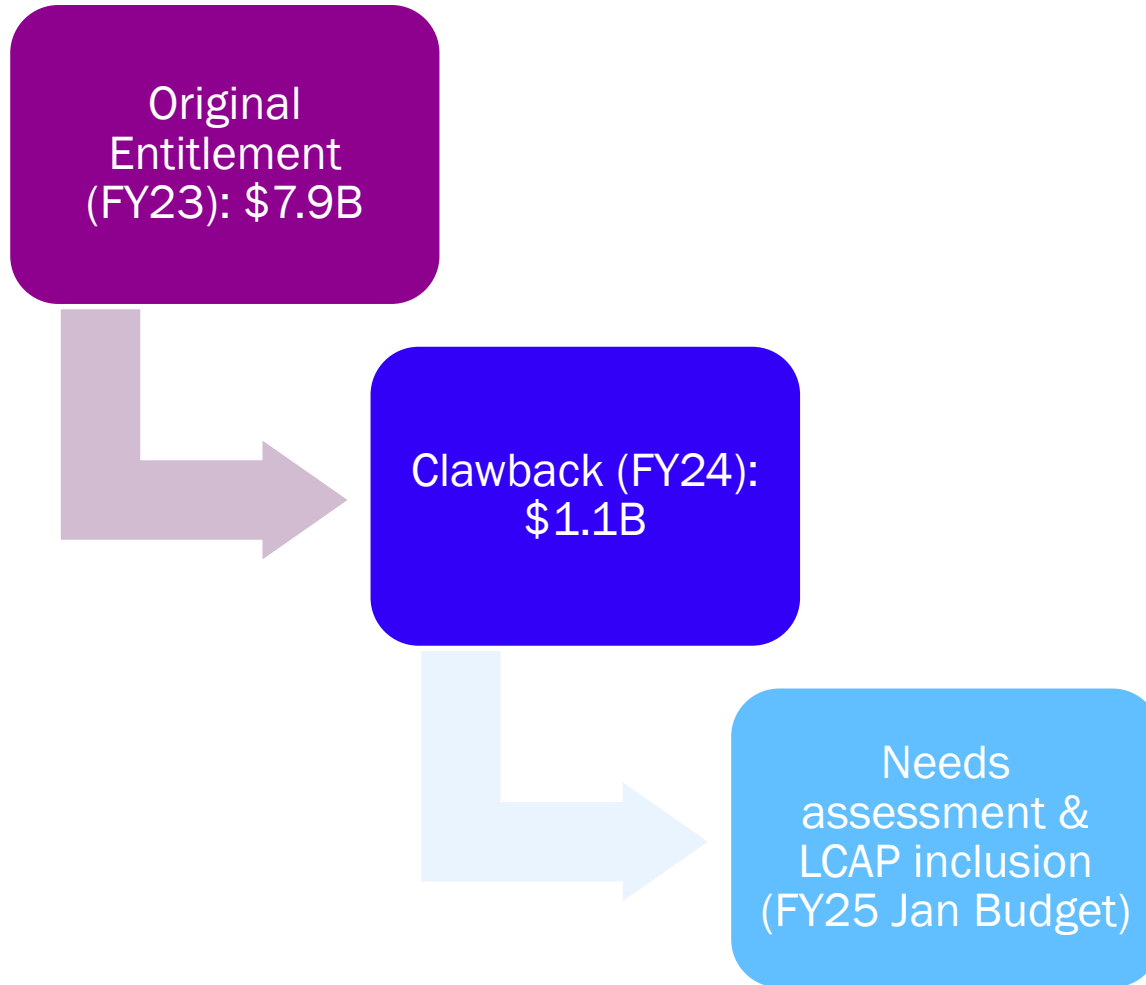 Original
Entitlement
(FY23): $7.9B
Clawback (FY24):
$1.1B
Needs
assessment &
LCAP inclusion
(FY25 Jan Budget)